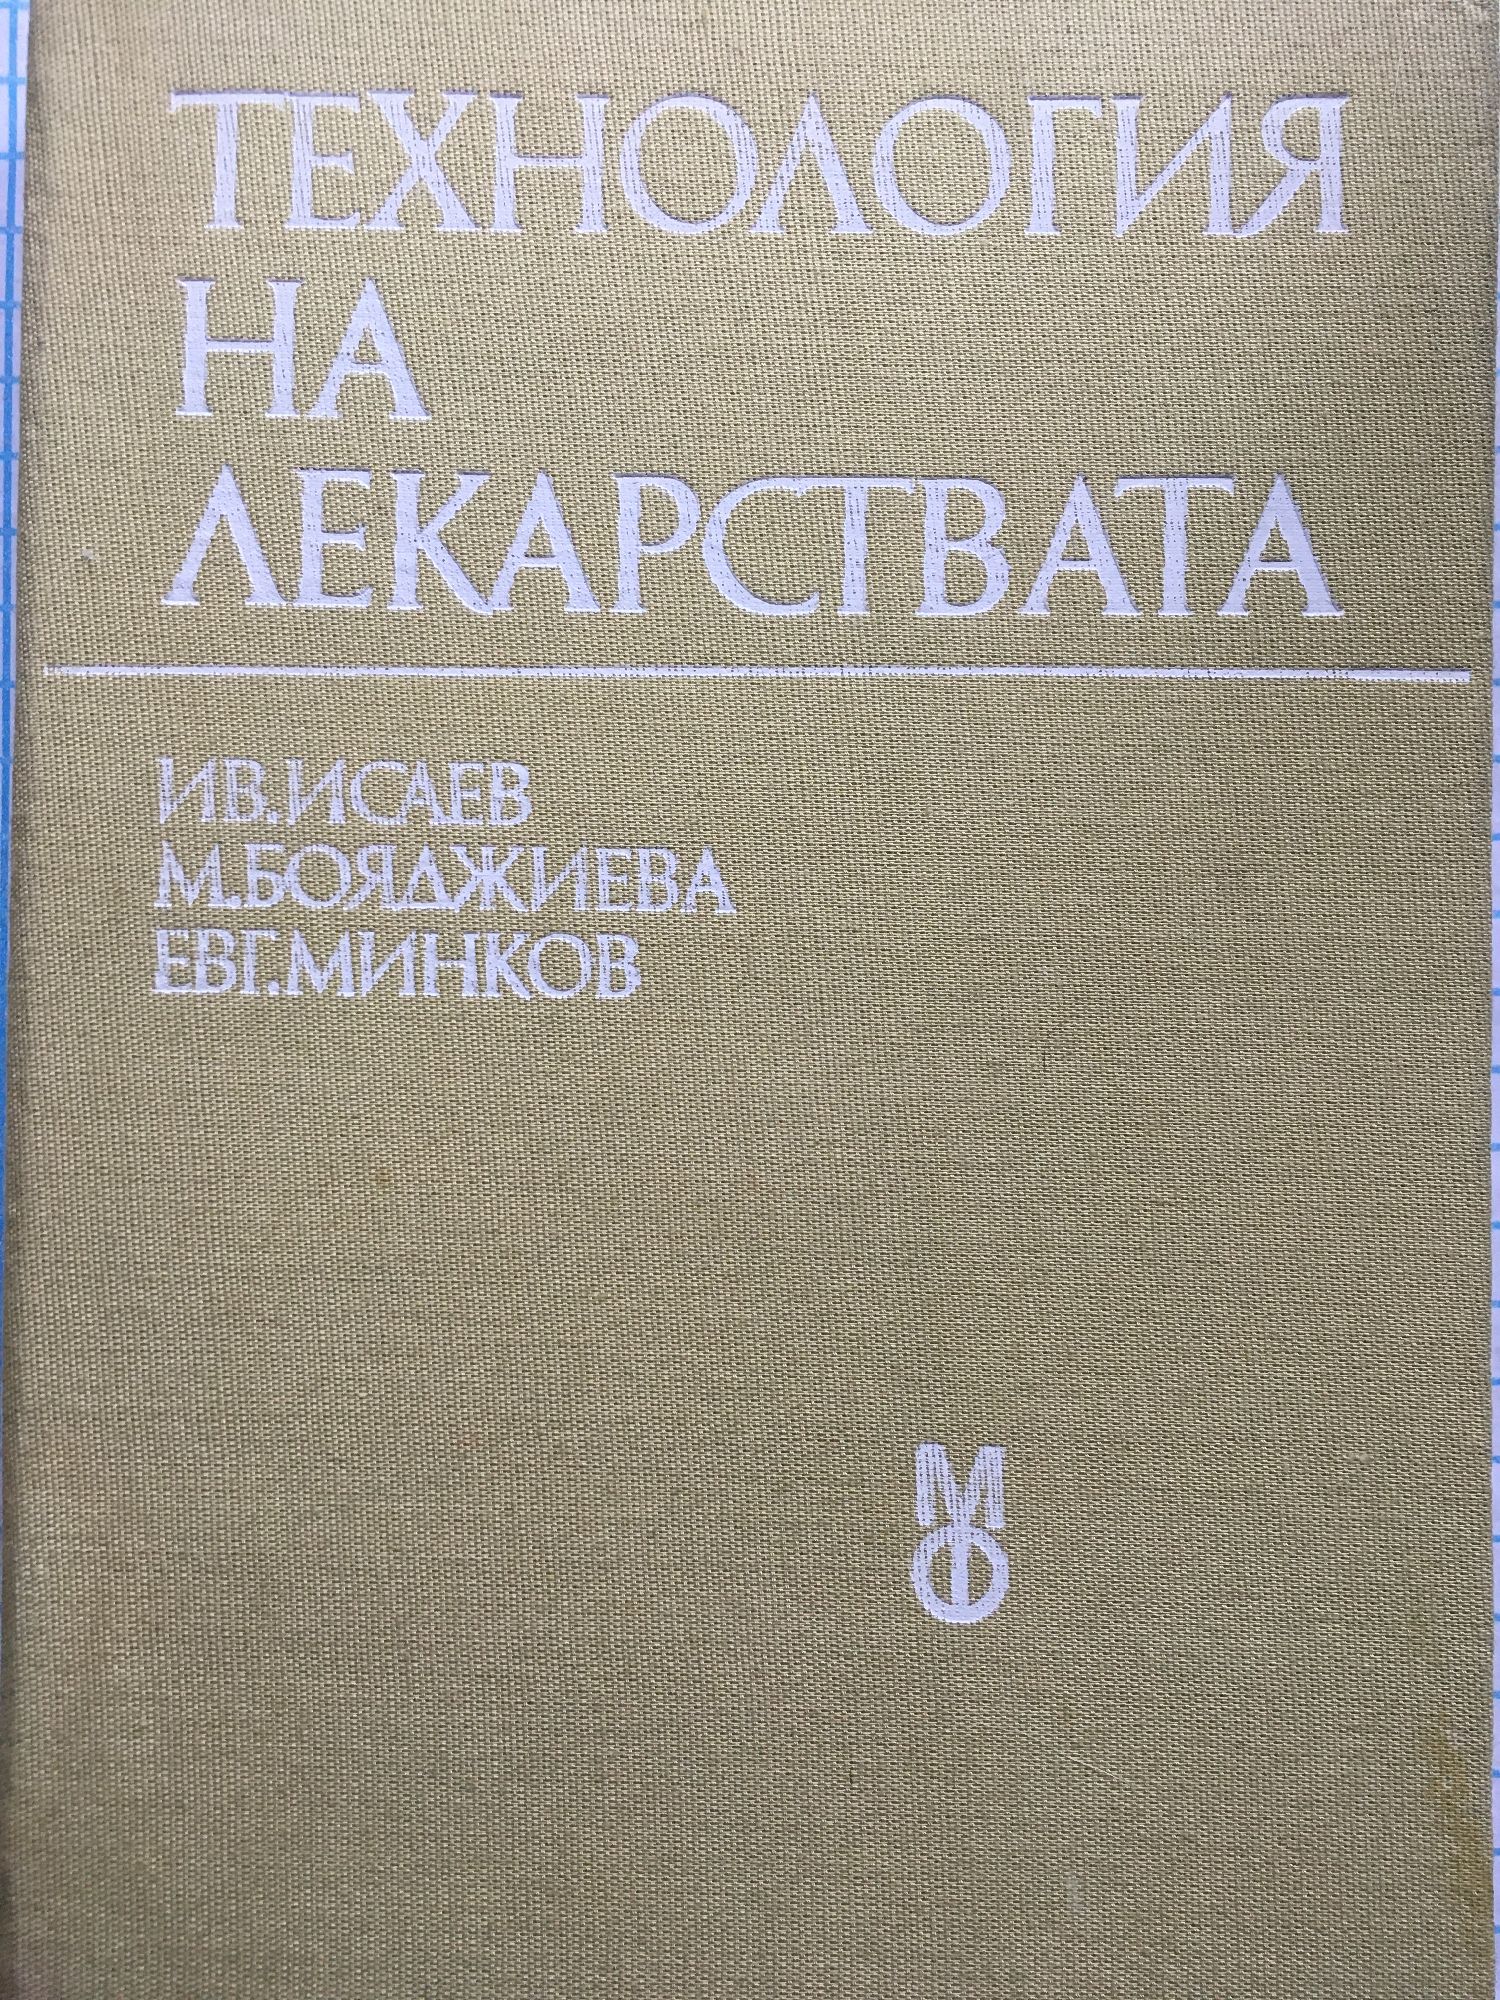 ТЕХНОЛОГИЯ
НА
ЛЕКАРСТВАТА
ИВ.ИСАЕВ
М.БОЯДЖИЕВА
ЕВГ.МИНКОВ
МФ